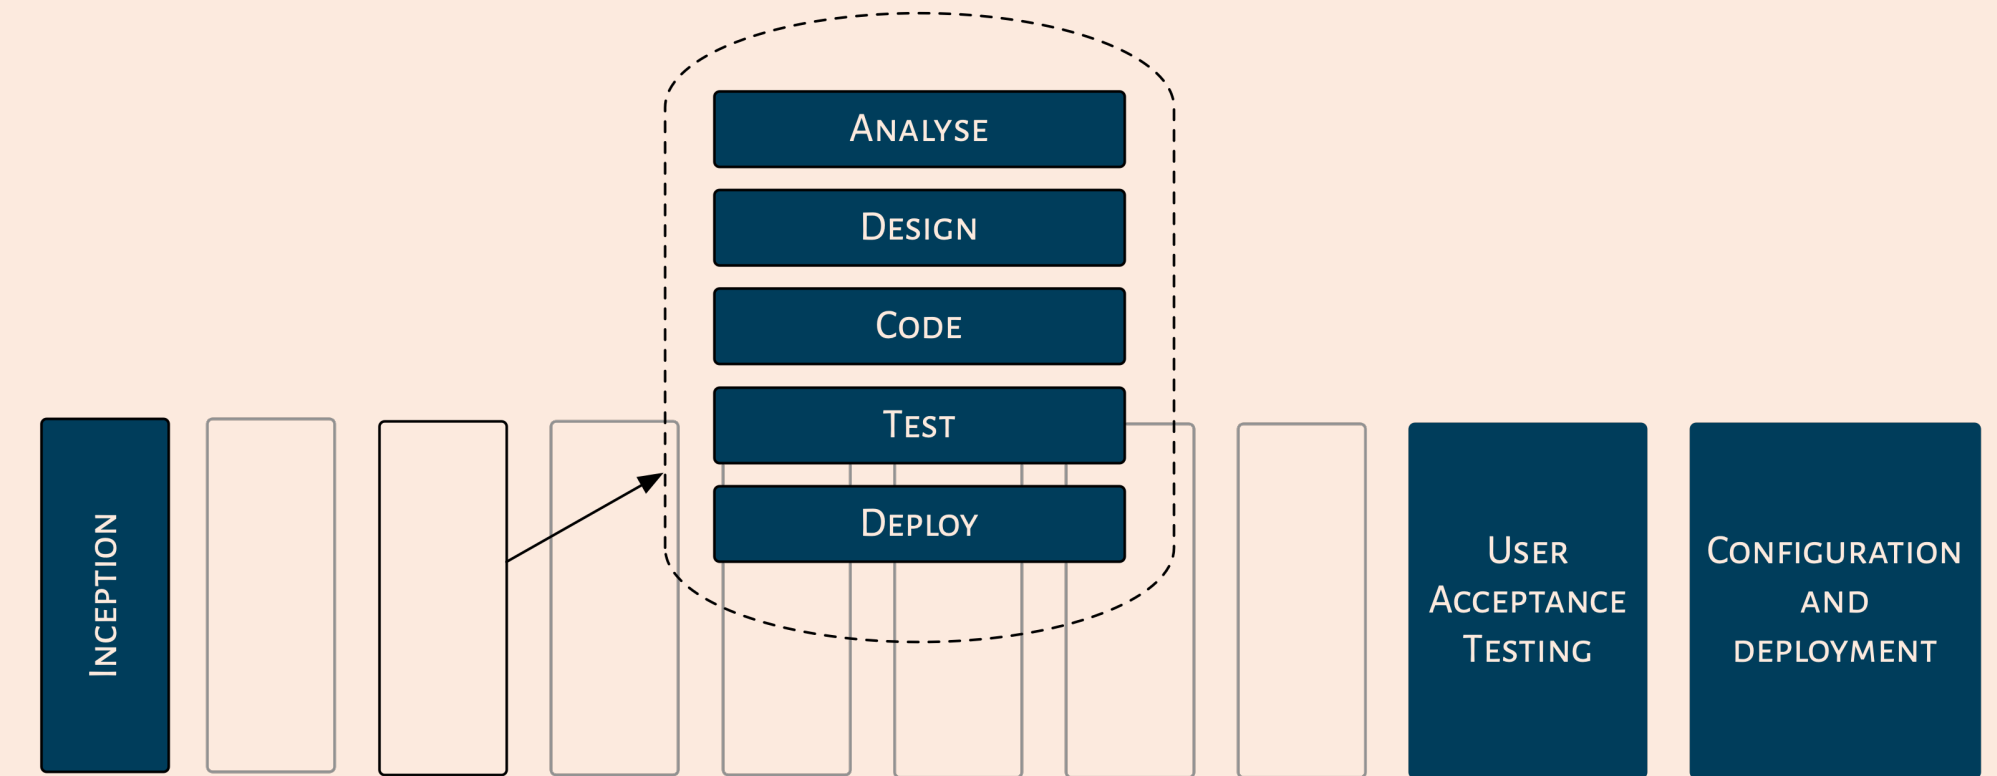 Analyse
Design
Code
Test
Deploy
Inception
User
Acceptance
Testing
Configuration
and
deployment